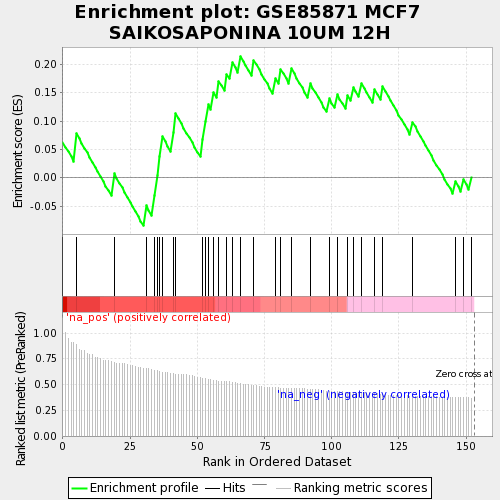 Enrichment plot: GSE85871 MCF7
SAIKOSAPONINA 10UM 12H
Enrichment score (ES)
0.20
0.15
0.10
0.05
0.00
-0.05
'na_pos' (positively correlated)
Ranked list metric (PreRanked)
1.00
0.75
0.50
0.25
0.00
Zero cross at
'na_neg' (negatively correlated)
0
25
50
75
100
125
150
Rank in Ordered Dataset
Enrichment profile
Hits
Ranking metric scores